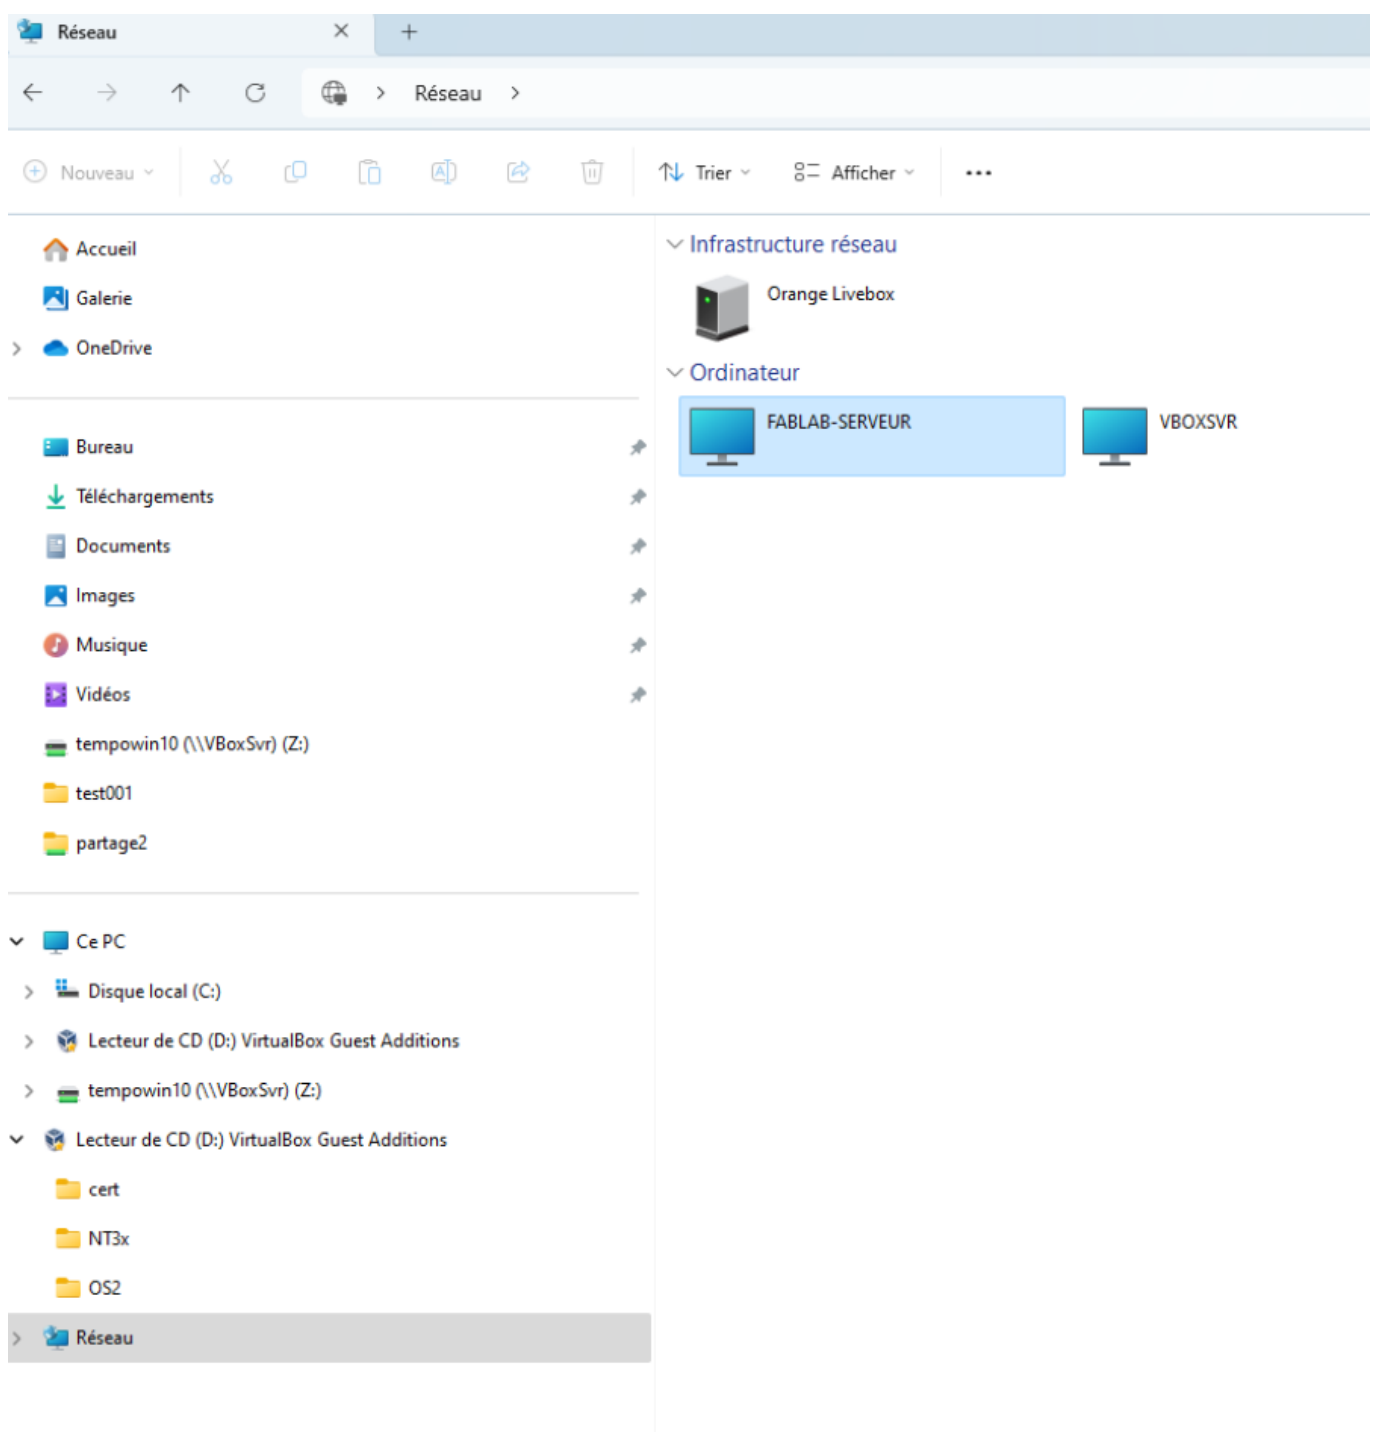 Réseau
Réseau
Nouveau
Trier
Afficher
Accueil
Galerie
OneDrive
Bureau
Téléchargements
Documents
Images
Musique
Vidéos
tempowin10 (\\VBoxSvr) (Z:)
test001
partage2
Ce PC
Disque local (C:)
Lecteur de CD (D:) VirtualBox Guest Additions
tempowin10 (\\VBoxSvr) (Z:)
Lecteur de CD (D:) VirtualBox Guest Additions
cert
NT3x
OS2
Réseau
Infrastructure réseau
Orange Livebox
Ordinateur
FABLAB-SERVEUR
VBOXSVR